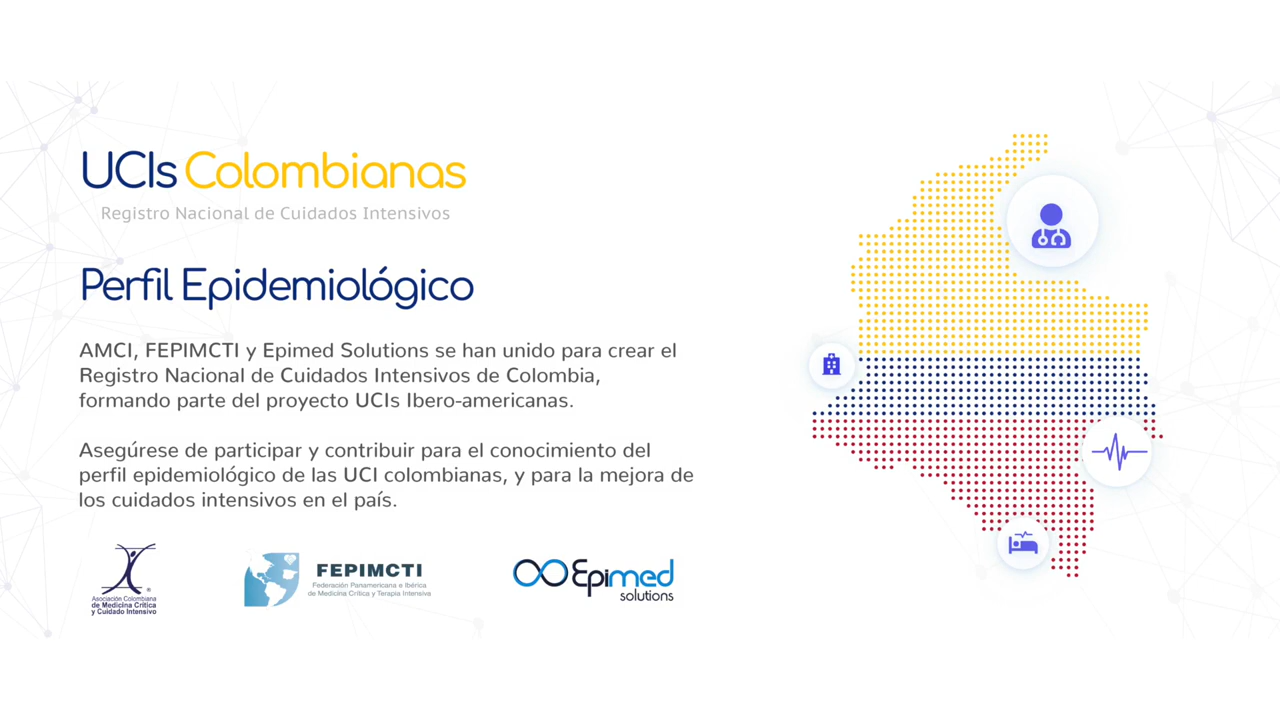 UCIs Colombianas
Registro Nacional de Cuidados Intensivos
Perfil Epidemiológico
AMCI, FEPIMCTI y Epimed Solutions se han unido para crear el
Registro Nacional de Cuidados Intensivos de Colombia,
formando parte del proyecto UCIs Ibero-americanas.
Asegúrese de participar y contribuir para el conocimiento del
perfil epidemiológico de las UCI colombianas, y para la mejora de
los cuidados intensivos en el país.
Asociación Colombiana
de Medicina Crítica
y Cuidado Intensivo
®
FEPIMCTI
Federación Panamericana e Ibérica
de Medicina Crítica y Terapia Intensiva
Epimed
solutions